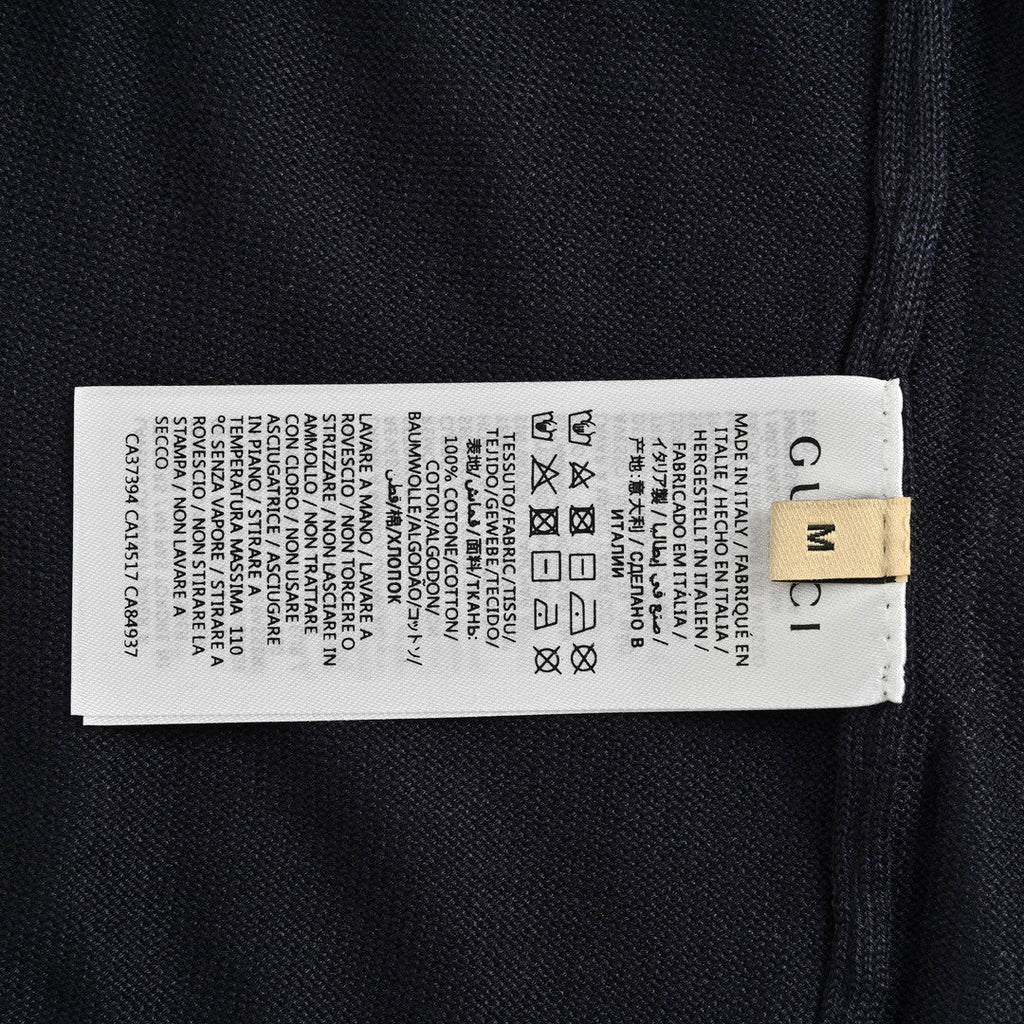 GUCCI
M
MADE IN ITALY / FABRIQUÉ EN
ITALIE / HECHO EN ITALIA /
HERGESTELLT IN ITALIEN /
FABRICADO EM ITÁLIA /
イタリア製 / صنع في إيطاليا /
产地:意大利 / СДЕЛАНО В
ИТАЛИИ
TESSUTO/FABRIC/TISSU/
TEJIDO/GEWEBE/TECIDO/
表地/قماش/面料/ТКАНЬ:
100% COTONE/COTTON/
COTON/ALGODON/
BAUMWOLLE/ALGODÃO/コットン/
قطن/棉/ХЛОПОК
LAVARE A MANO / LAVARE A
ROVESCIO / NON TORCERE O
STRIZZARE / NON LASCIARE IN
AMMOLLO / NON TRATTARE
CON CLORO / NON USARE
ASCIUGATRICE / ASCIUGARE
IN PIANO / STIRARE A
TEMPERATURA MASSIMA 110
°C SENZA VAPORE / STIRARE A
ROVESCIO / NON STIRARE LA
STAMPA / NON LAVARE A
SECCO
CA37394 CA14517 CA84937